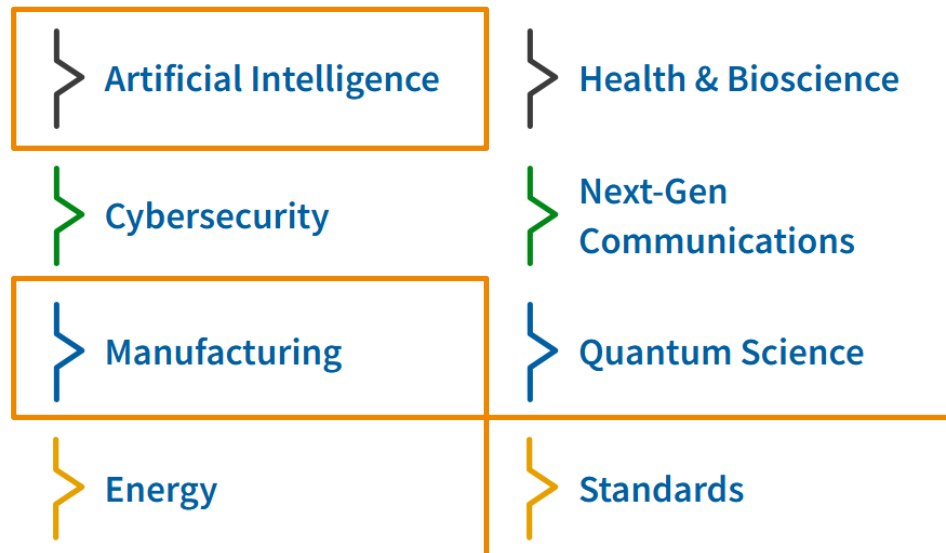 Artificial Intelligence
Health & Bioscience
Cybersecurity
Next-Gen
Communications
Manufacturing
Quantum Science
Energy
Standards